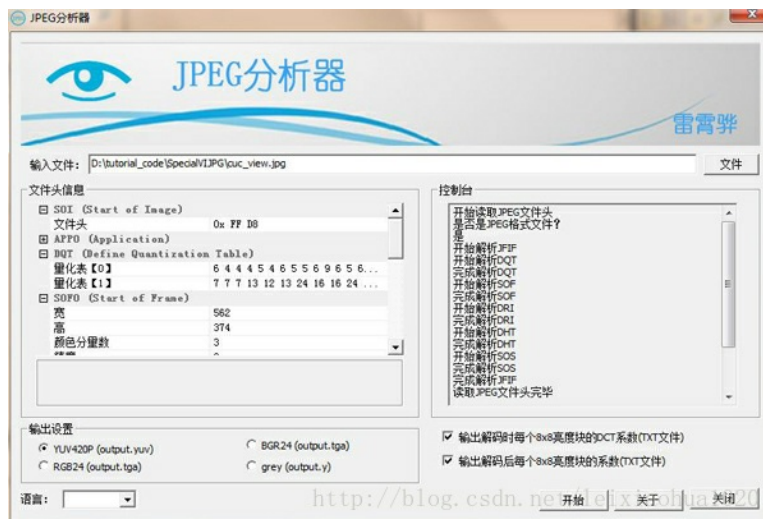 JPEG分析器
JPEG分析器
雷霄骅
输入文件: D:\tutorial_code\SpecialVIJPG\cuc_view.jpg 文件
文件头信息
SOI (Start of Image)
文件头 0x FF D8
APP0 (Application)
DQT (Define Quantization Table)
量化表【0】 6 4 4 4 5 4 6 5 5 6 9 6 5 6...
量化表【1】 7 7 7 13 12 13 24 16 16 24 ...
SOF0 (Start of Frame)
宽 562
高 374
颜色分量数 3
控制台
开始读取JPEG文件头
是否是JPEG格式文件?
是
开始解析JFIF
开始解析DQT
完成解析DQT
开始解析SOF
完成解析SOF
开始解析DRI
完成解析DRI
开始解析DHT
完成解析DHT
开始解析SOS
完成解析SOS
完成解析JFIF
读取JPEG文件头完毕
输出设置
YUV420P (output.yuv) BGR24 (output.tga)
RGB24 (output.tga) grey (output.y)
输出解码时每个8x8亮度块的DCT系数(TXT文件)
输出解码后每个8x8亮度块的系数(TXT文件)
语言:
开始 关于 关闭
http://blog.csdn.net/leixiaohua1020